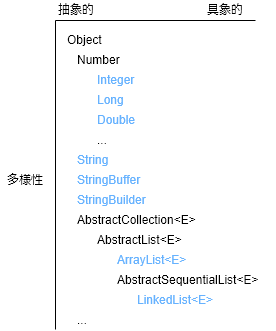 抽象的 具象的
Object
Number
Integer
Long
Double
...
String
StringBuffer
多様性
StringBuilder
AbstractCollection<E>
AbstractList<E>
ArrayList<E>
AbstractSequentialList<E>
LinkedList<E>
...